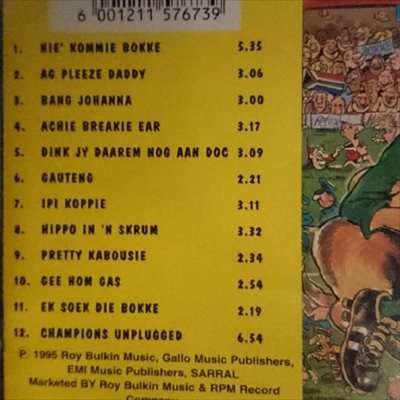 6 001211 576739
1. HIE' KOMMIE BOKKE 5.35
2. AG PLEEZE DADDY 3.06
3. BANG JOHANNA 3.00
4. ACHIE BREAKIE EAR 3.17
5. DINK JY DAAREM NOG AAN DOC 3.09
6. GAUTENG 2.21
7. IPI KOPPIE 3.11
8. HIPPO IN 'N SKRUM 3.32
9. PRETTY KABOUSIE 2.34
10. GEE HOM GAS 2.54
11. EK SOEK DIE BOKKE 2.19
12. CHAMPIONS UNPLUGGED 6.54
P. 1995 Roy Bulkin Music, Gallo Music Publishers,
EMI Music Publishers, SARRAL
Marketed BY Roy Bulkin Music & RPM Record
Company